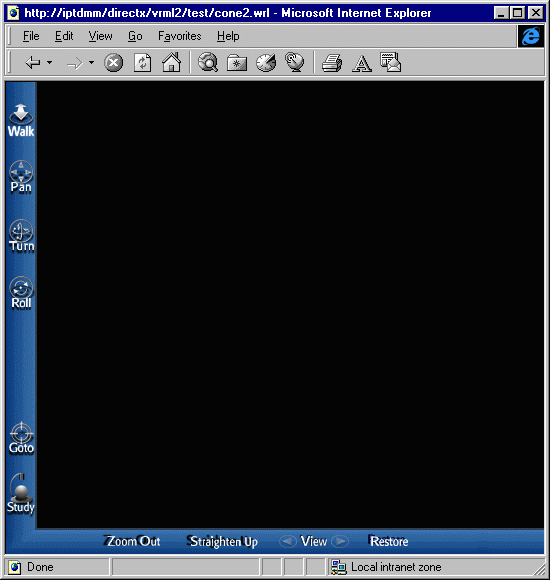 http://iptdmm/directx/vrml2/test/cone2.wrl - Microsoft Internet Explorer
File Edit View Go Favorites Help
Walk
Pan
Turn
Roll
Goto
Study
Zoom Out Straighten Up View Restore
Done Local intranet zone